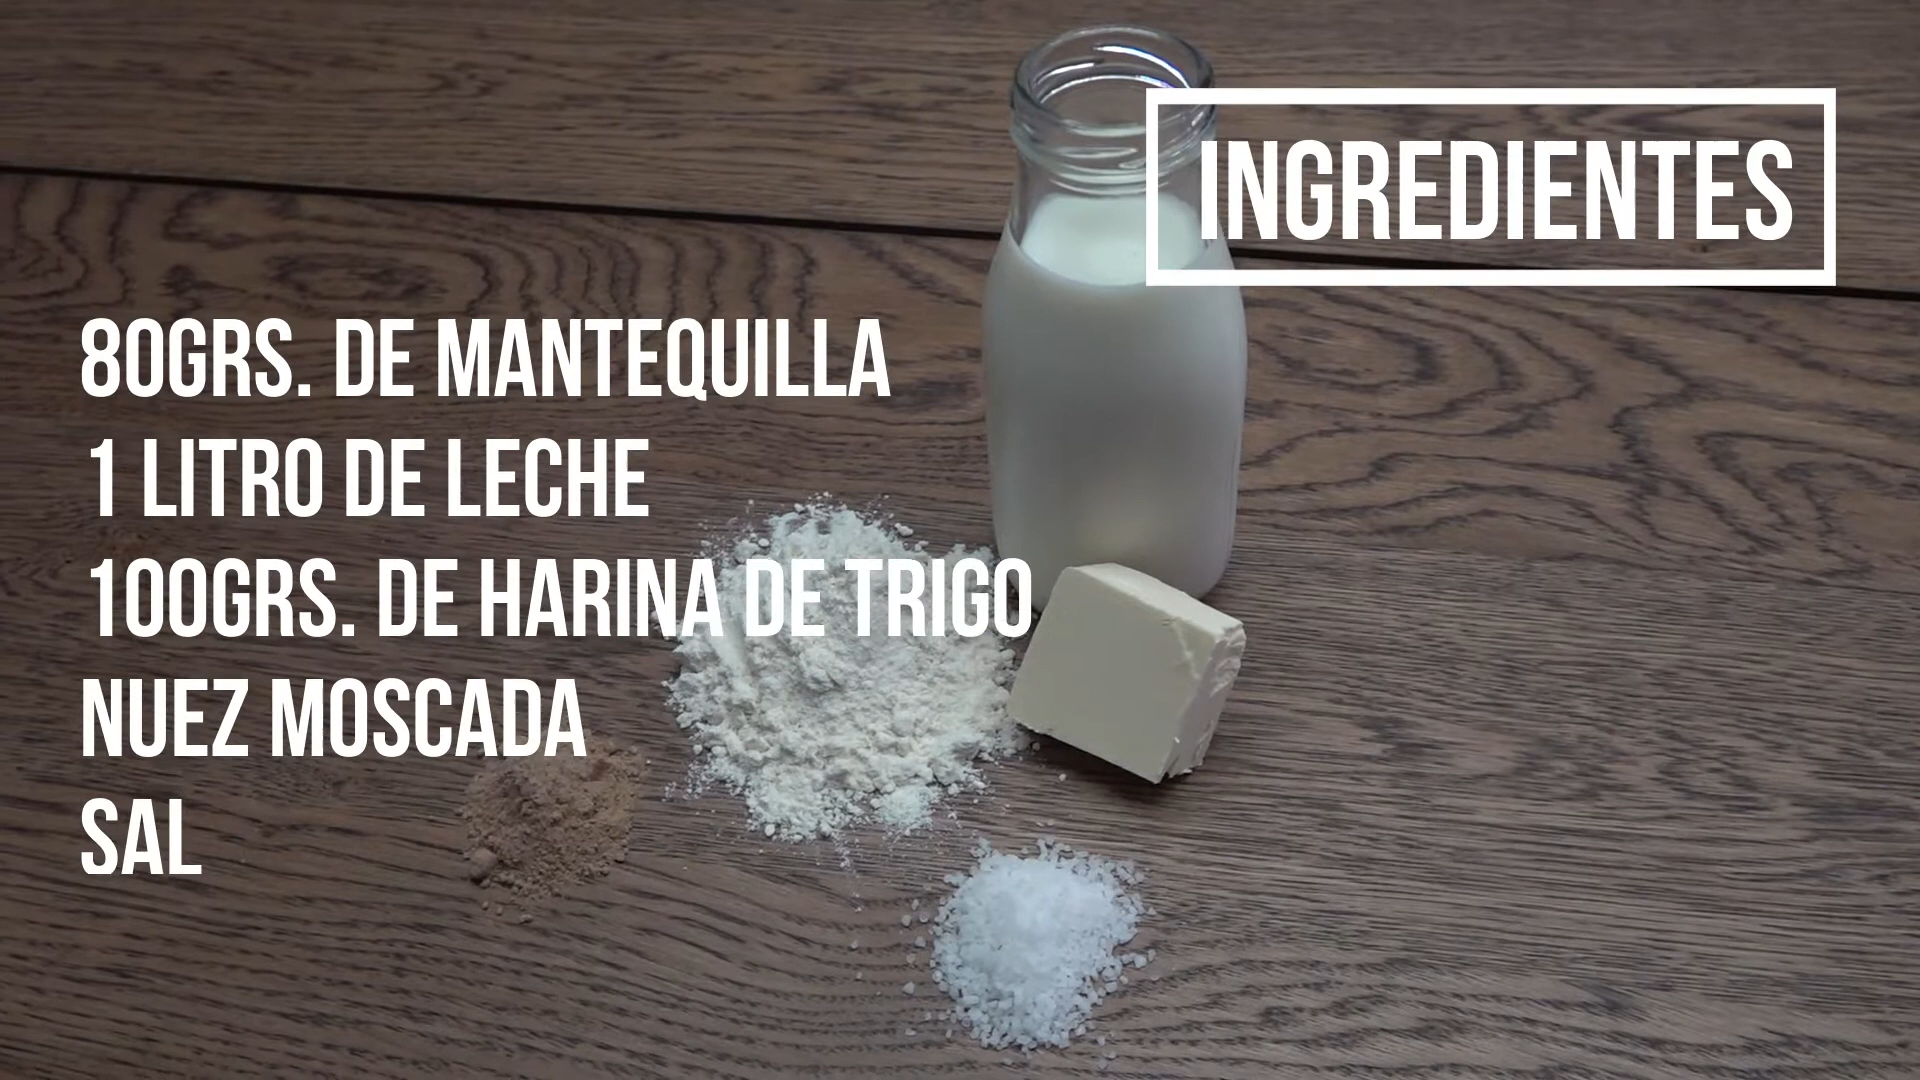 INGREDIENTES
80GRS. DE MANTEQUILLA
1 LITRO DE LECHE
100GRS. DE HARINA DE TRIGO
NUEZ MOSCADA
SAL